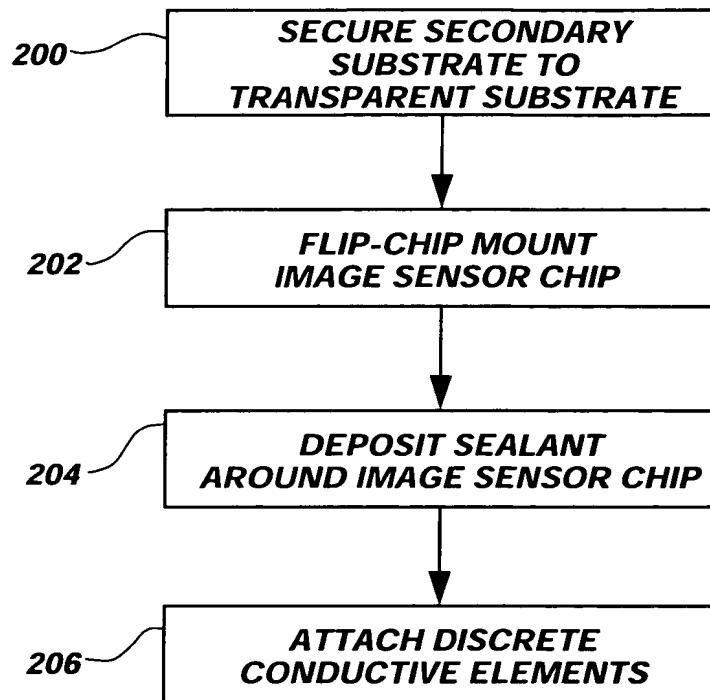 200
SECURE SECONDARY
SUBSTRATE TO
TRANSPARENT SUBSTRATE
202
FLIP-CHIP MOUNT
IMAGE SENSOR CHIP
204
DEPOSIT SEALANT
AROUND IMAGE SENSOR CHIP
206
ATTACH DISCRETE
CONDUCTIVE ELEMENTS